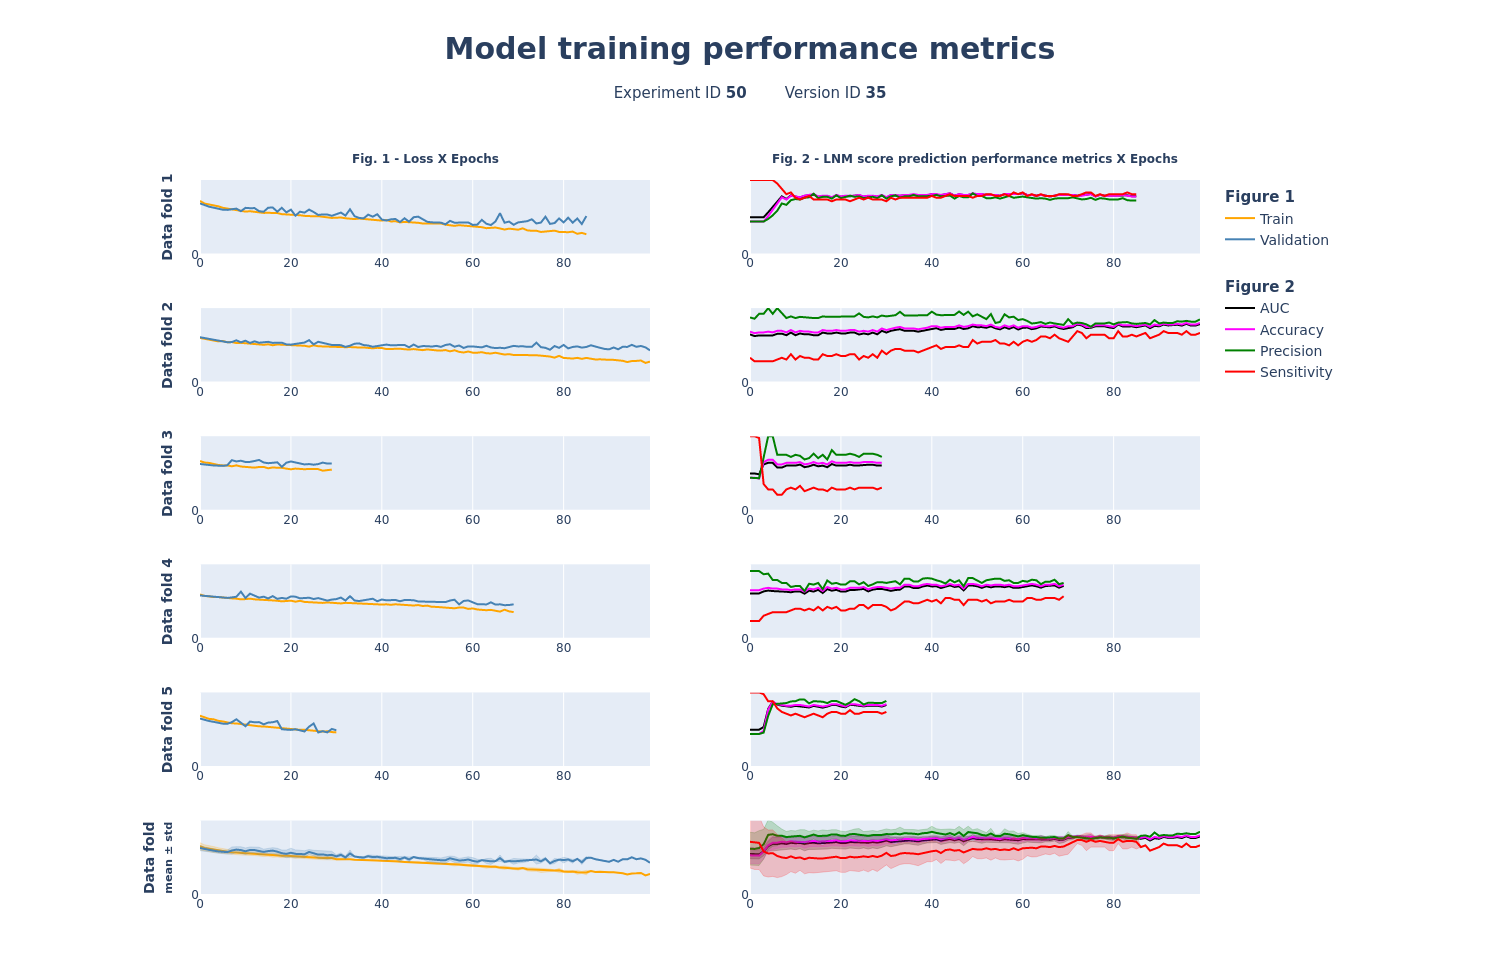 Model training performance metrics
Experiment ID 50 Version ID 35
Fig. 1 - Loss X Epochs
Fig. 2 - LNM score prediction performance metrics X Epochs
Data fold 1
0
0 20 40 60 80
0
0 20 40 60 80
Figure 1
Train
Validation
Figure 2
AUC
Accuracy
Precision
Sensitivity
Data fold 2
0
0 20 40 60 80
0
0 20 40 60 80
Data fold 3
0
0 20 40 60 80
0
0 20 40 60 80
Data fold 4
0
0 20 40 60 80
0
0 20 40 60 80
Data fold 5
0
0 20 40 60 80
0
0 20 40 60 80
Data fold
mean ± std
0
0 20 40 60 80
0
0 20 40 60 80